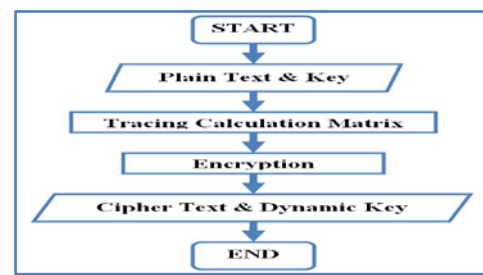 START
Plain Text & Key
Tracing Calculation Matrix
Encryption
Cipher Text & Dynamic Key
END